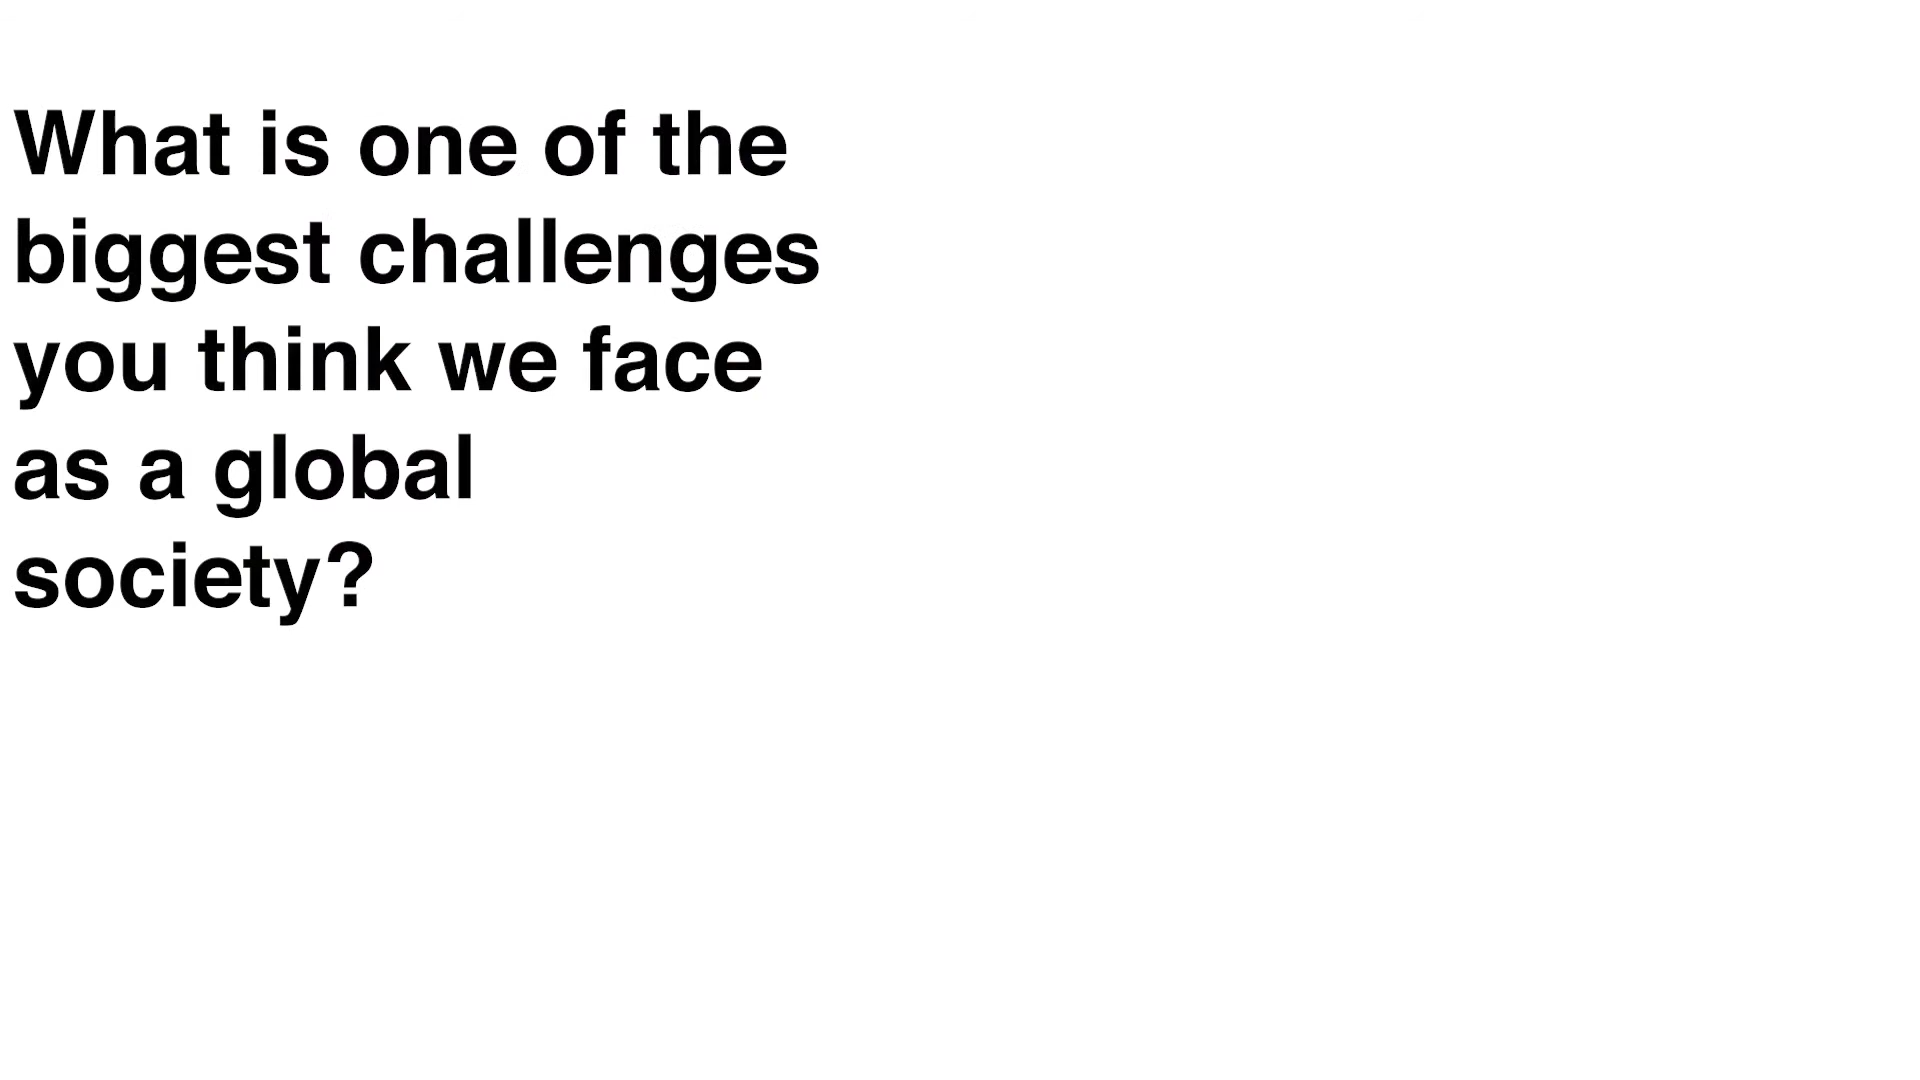 What is one of the
biggest challenges
you think we face
as a global
society?